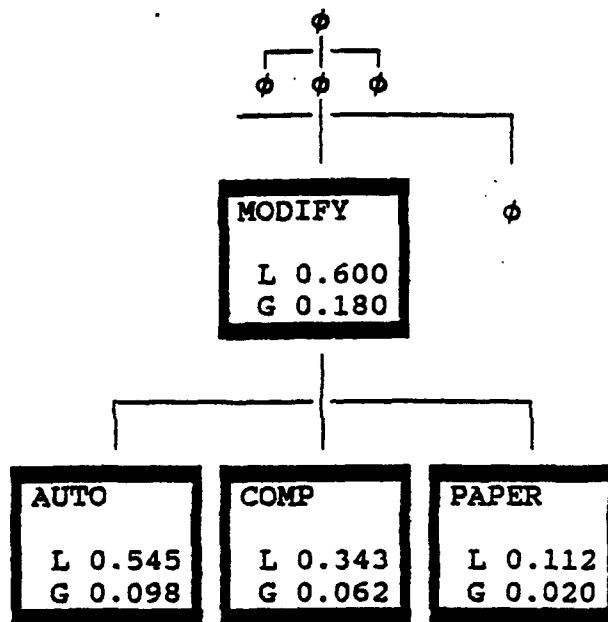 φ
φ φ φ
φ
MODIFY
L 0.600
G 0.180
AUTO
L 0.545
G 0.098
COMP
L 0.343
G 0.062
PAPER
L 0.112
G 0.020